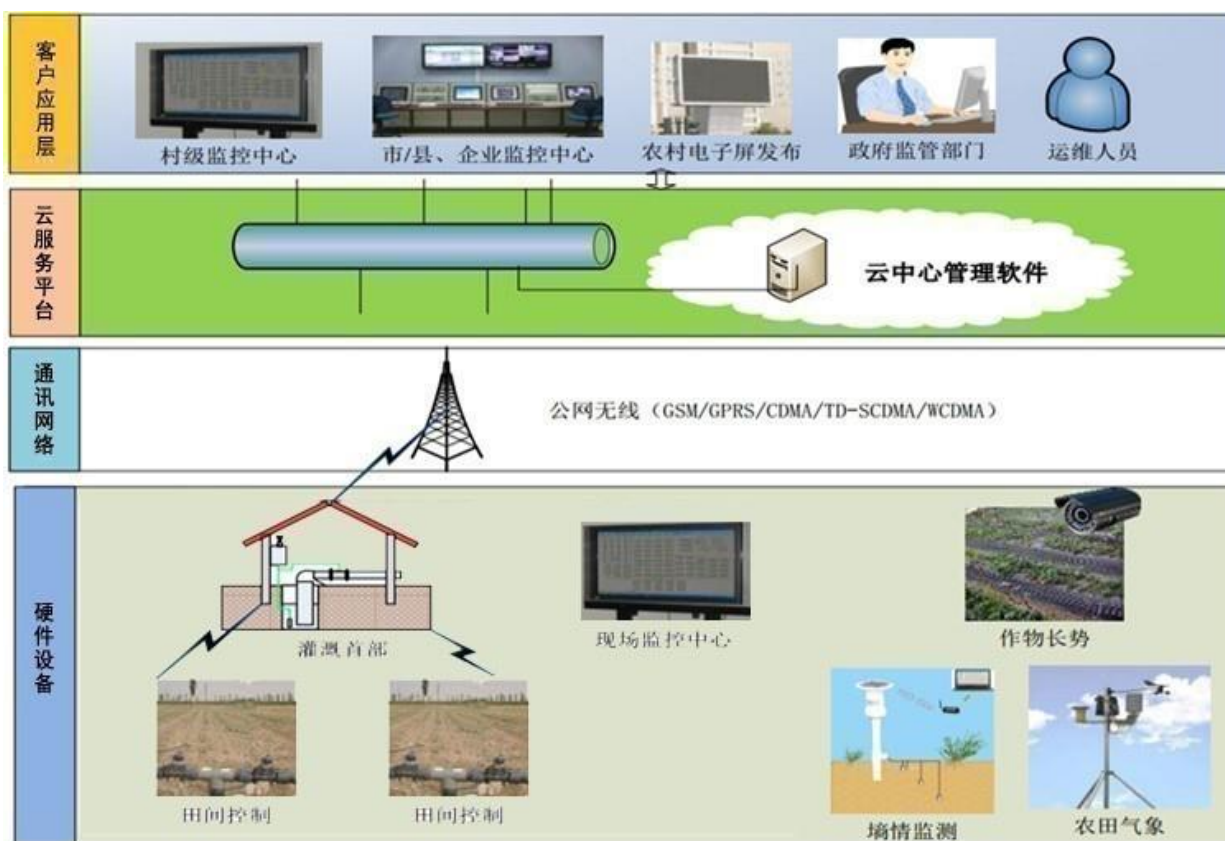 客户应用层
村级监控中心
市/县、企业监控中心
农村电子屏发布
政府监管部门
运维人员
云服务平台
云中心管理软件
通讯网络
公网无线（GSM/GPRS/CDMA/TD-SCDMA/WCDMA）
硬件设备
灌溉首部
现场监控中心
作物长势
田间控制
田间控制
墒情监测
农田气象